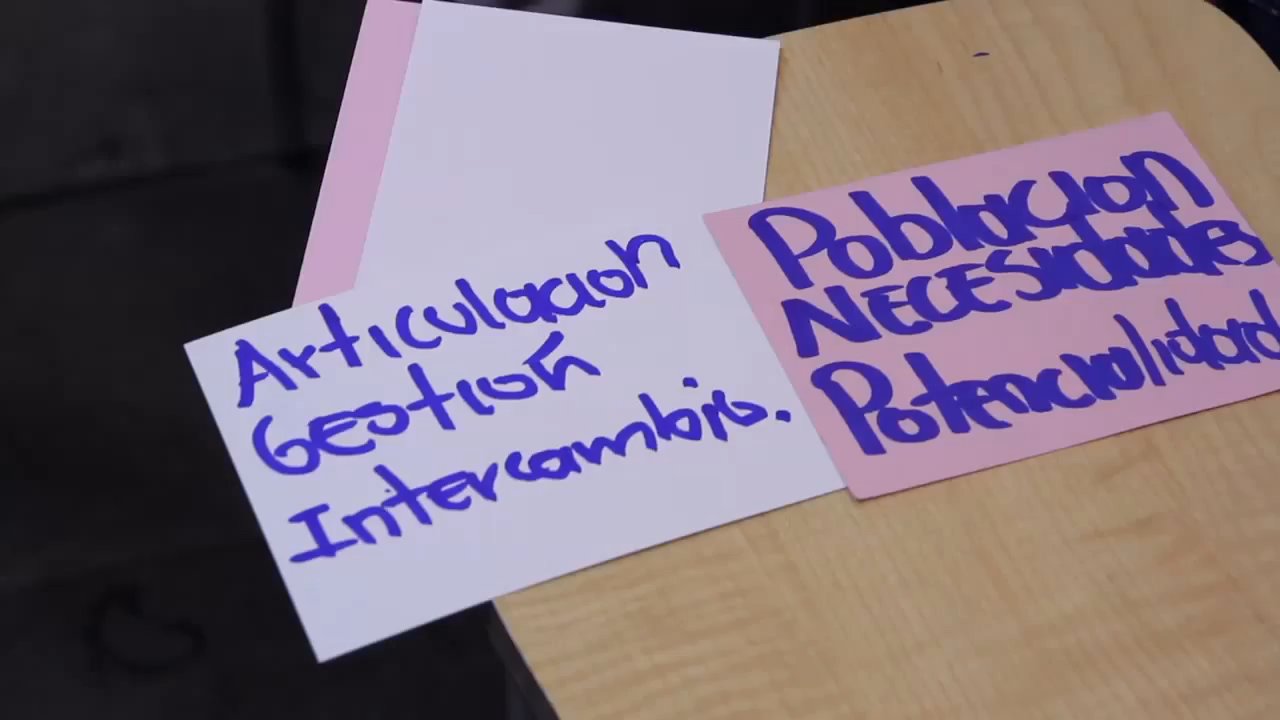 Articulacion
GEstion
Intercambio.
Poblacion
NECESidades
Potencialidad